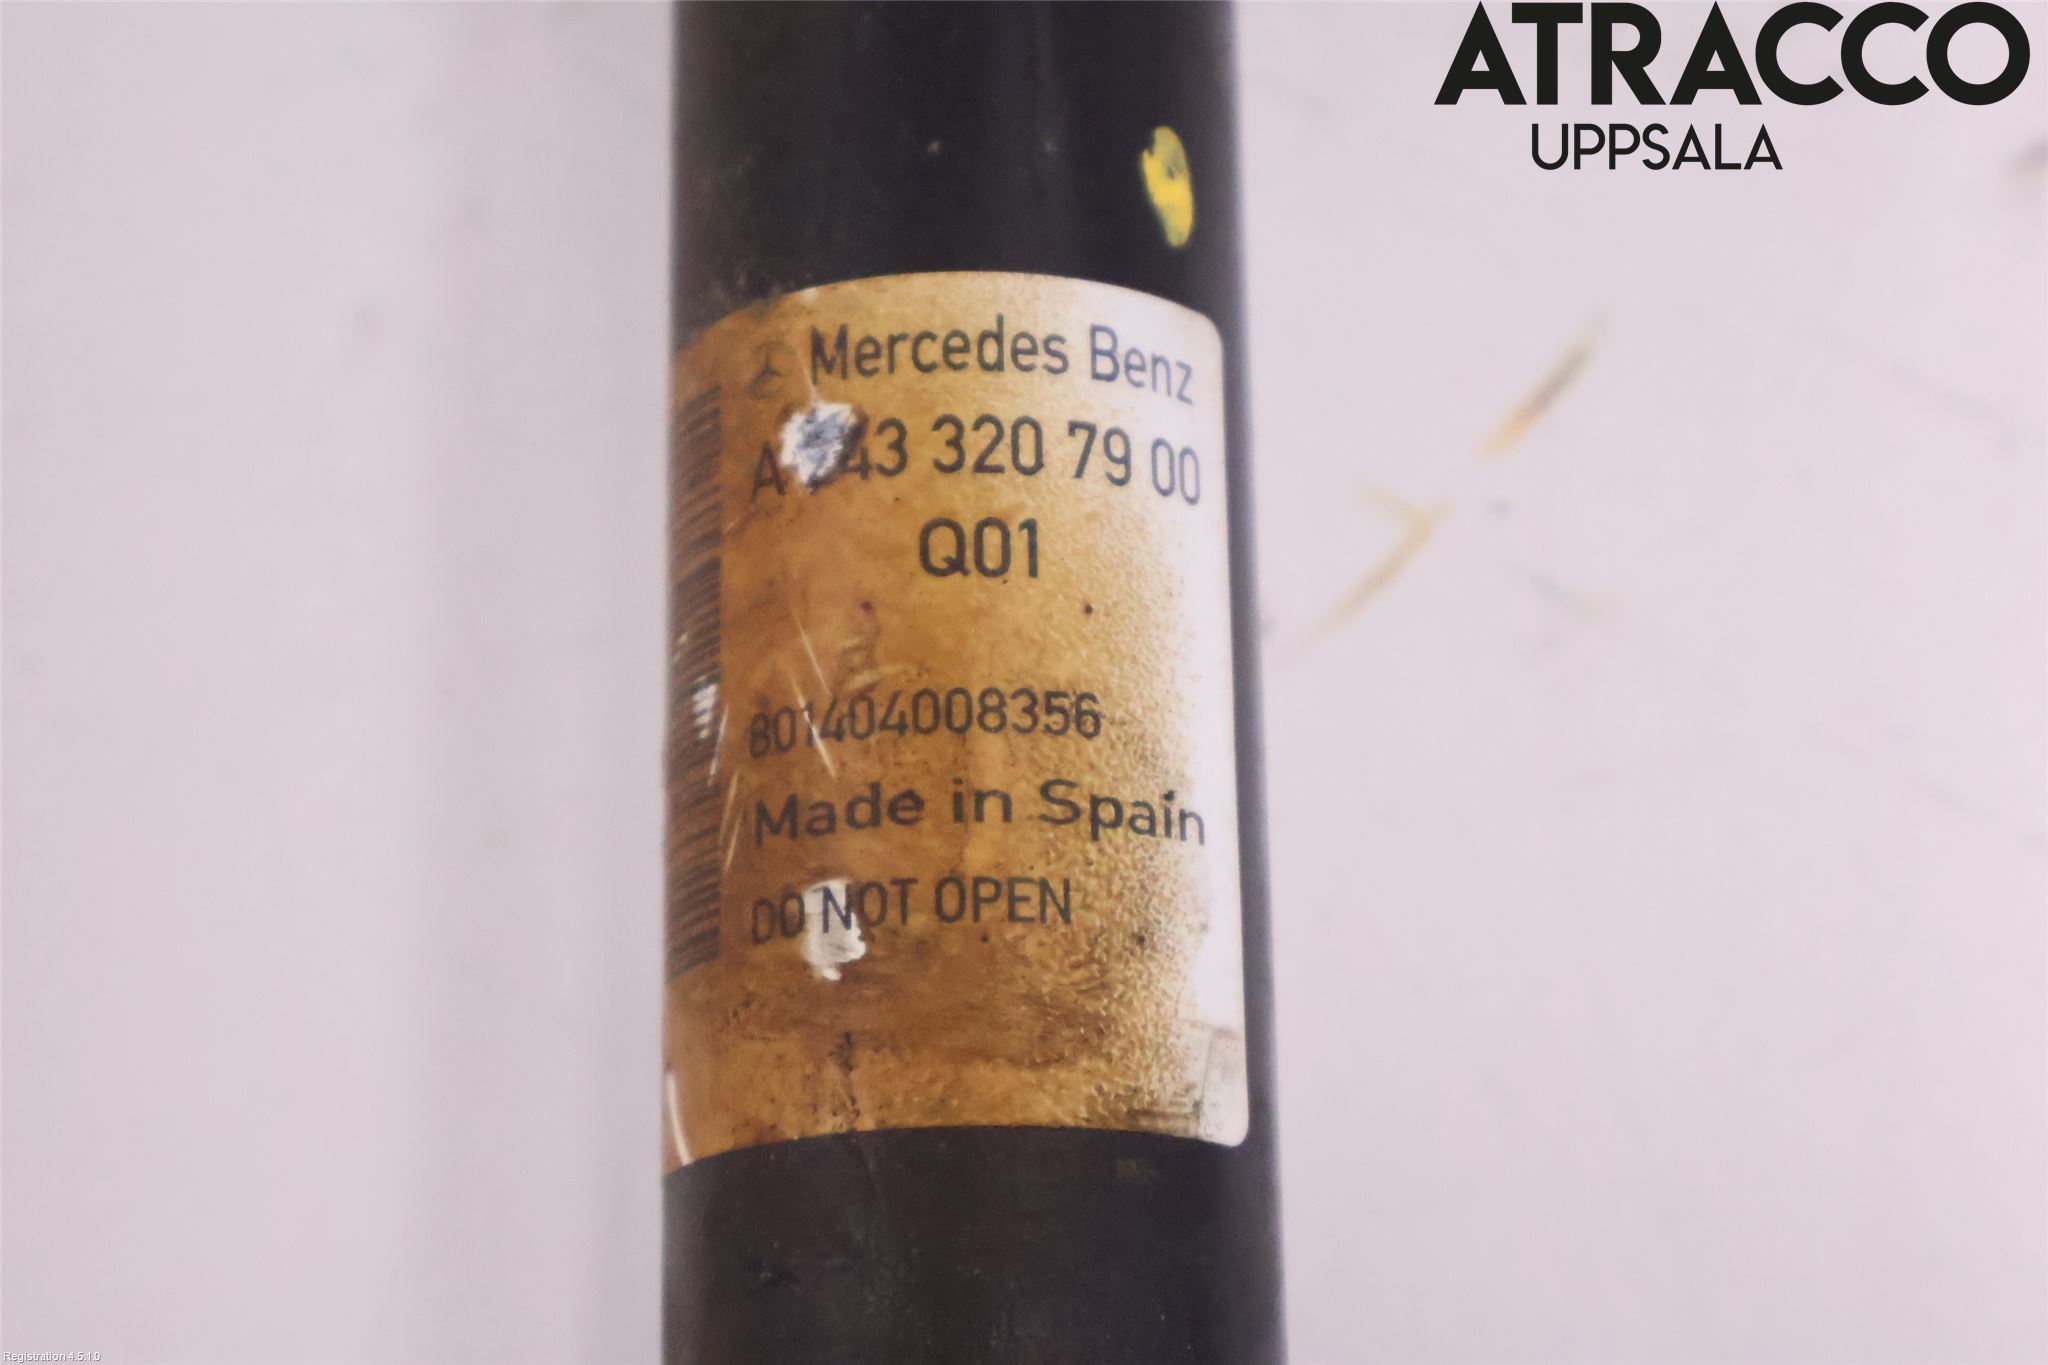 ATRACCO
UPPSALA
Mercedes Benz
320 79 00
Q01
801404008356
Made in Spain
DO NOT OPEN
Registration 4.5.1.0